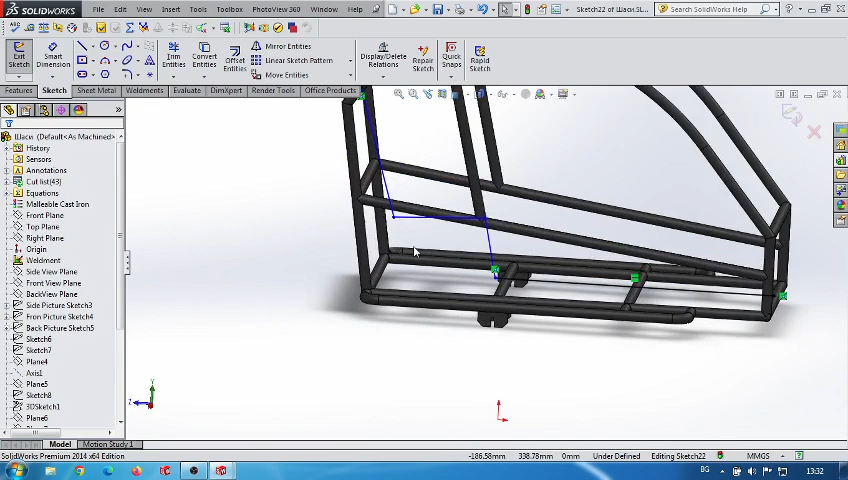 SOLIDWORKS File Edit View Insert Tools Toolbox PhotoView 360 Window Help Sketch22 of Шаси.SL... Search SolidWorks Help
Exit Sketch
Smart Dimension
Trim Entities
Convert Entities
Offset Entities
Mirror Entities
Linear Sketch Pattern
Move Entities
Display/Delete Relations
Repair Sketch
Quick Snaps
Rapid Sketch
Features Sketch Sheet Metal Weldments Evaluate DimXpert Render Tools Office Products
Шаси (Default<As Machined>
History
Sensors
Annotations
Cut list(43)
Equations
Malleable Cast Iron
Front Plane
Top Plane
Right Plane
Origin
Weldment
Side View Plane
Front View Plane
BackView Plane
Side Picture Sketch3
Fron Picture Sketch4
Back Picture Sketch5
Sketch6
Sketch7
Plane4
Axis1
Plane5
Sketch8
3DSketch1
Plane6
Y
Z
Model Motion Study 1
SolidWorks Premium 2014 x64 Edition -186.58mm 338.78mm 0mm Under Defined Editing Sketch22 MMGS
BG 13:32